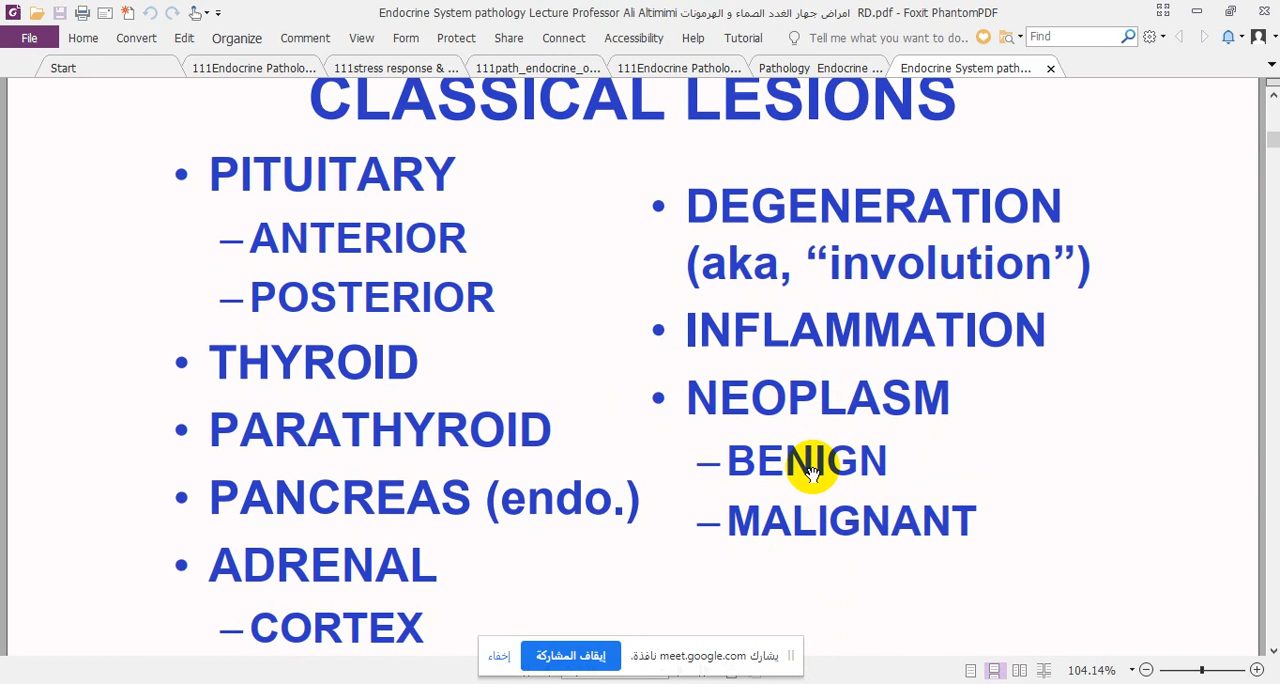 Endocrine System pathology Lecture Professor Ali Altimimi امراض جهاز الغدد الصماء و الهرمونات RD.pdf - Foxit PhantomPDF
File Home Convert Edit Organize Comment View Form Protect Share Connect Accessibility Help Tutorial Tell me what you want to do.. Find
Start 111Endocrine Patholo... 111stress response & ... 111path_endocrine_o... 111Endocrine Patholo... Pathology Endocrine ... Endocrine System path...
CLASSICAL LESIONS
• PITUITARY
– ANTERIOR
– POSTERIOR
• THYROID
• PARATHYROID
• PANCREAS (endo.)
• ADRENAL
– CORTEX
• DEGENERATION
(aka, “involution”)
• INFLAMMATION
• NEOPLASM
– BENIGN
– MALIGNANT
يشارك meet.google.com نافذة.
إيقاف المشاركة
إخفاء
104.14%